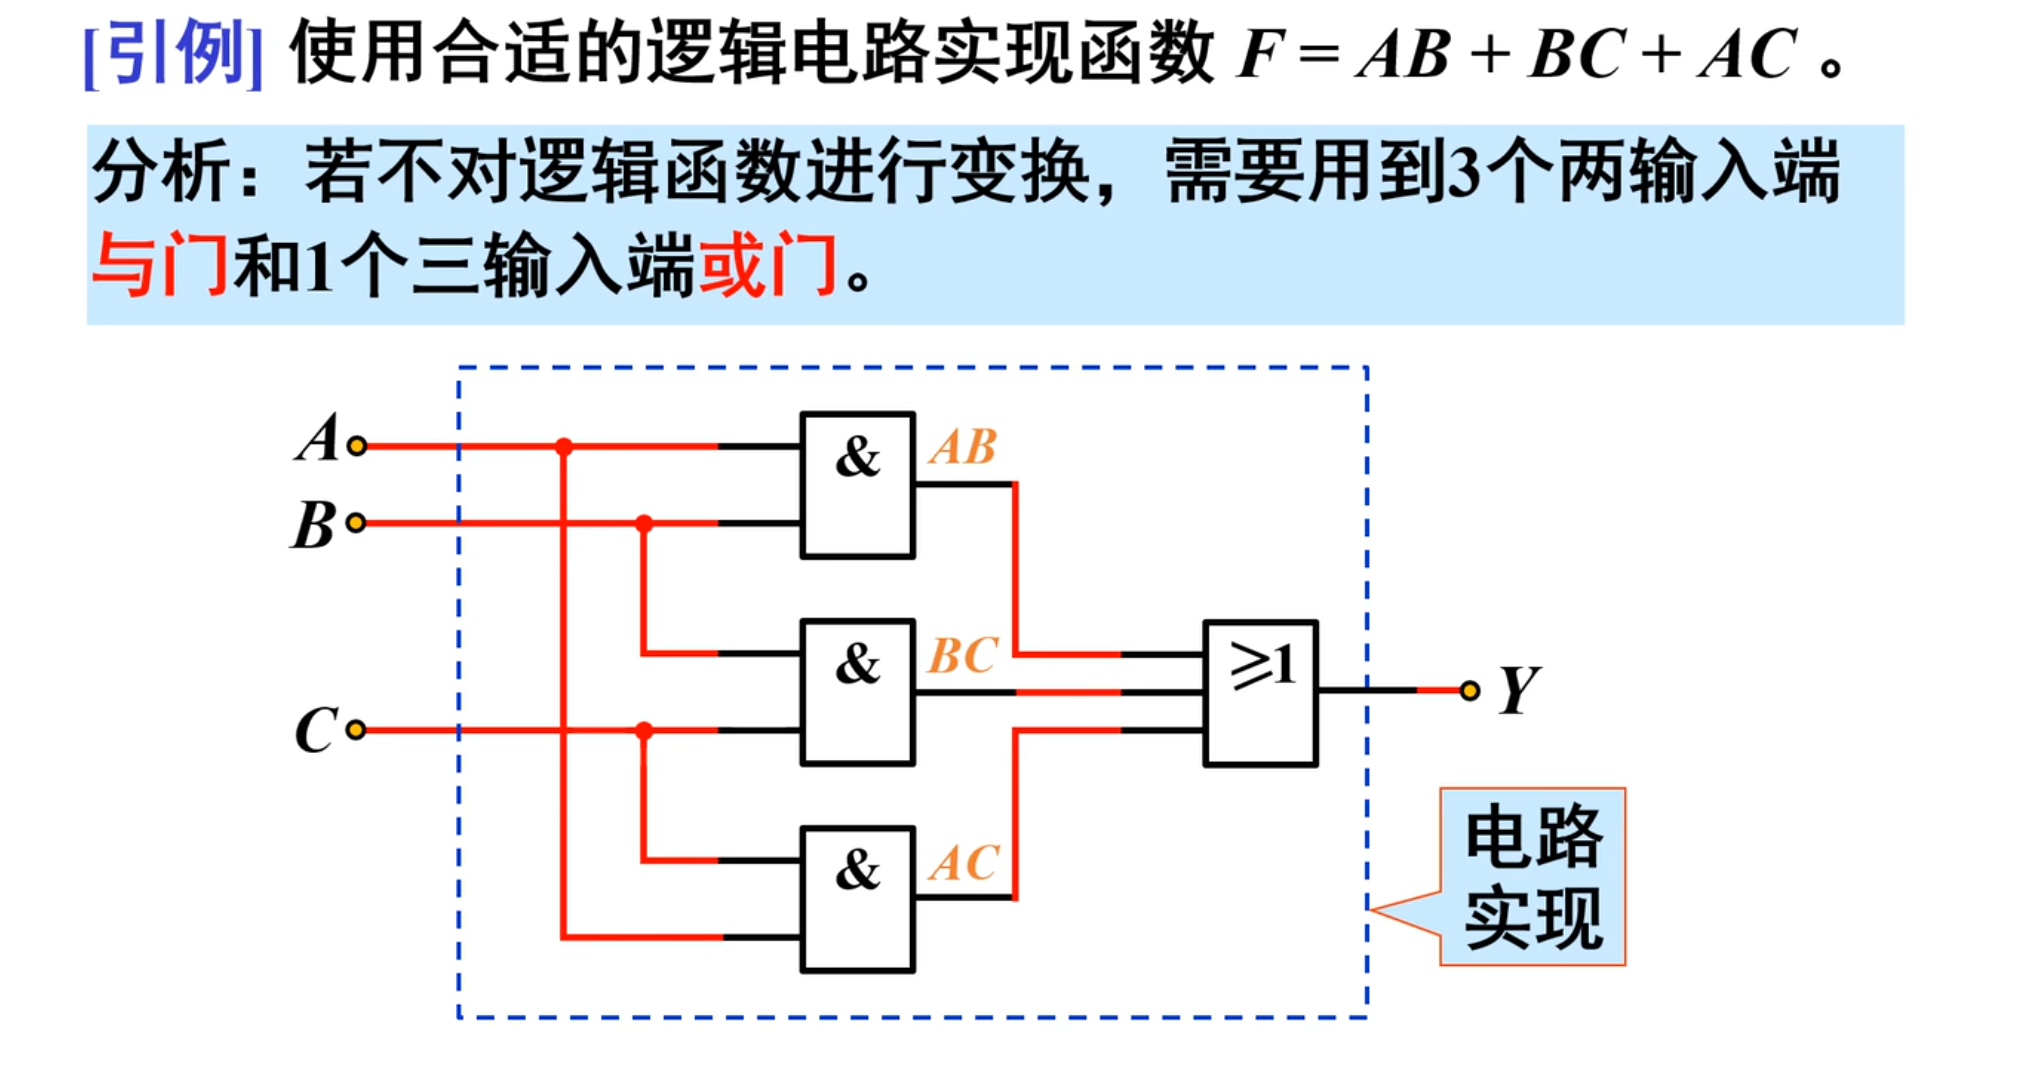 [引例] 使用合适的逻辑电路实现函数 F = AB + BC + AC 。
分析：若不对逻辑函数进行变换，需要用到3个两输入端
与门和1个三输入端或门。
A
&
AB
B
&
BC
≥1
Y
C
&
AC
电路
实现